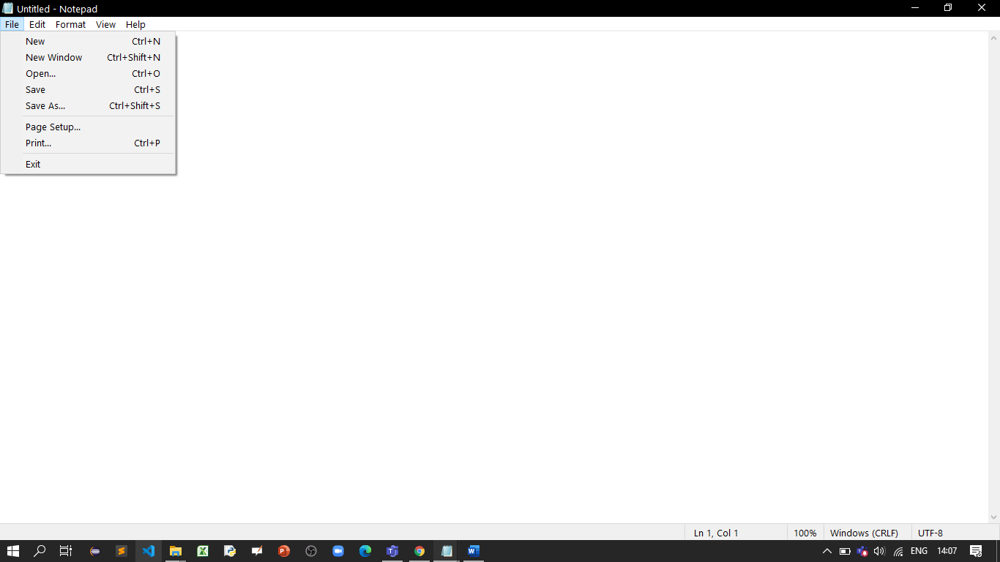 Untitled - Notepad
File Edit Format View Help
New Ctrl+N
New Window Ctrl+Shift+N
Open... Ctrl+O
Save Ctrl+S
Save As... Ctrl+Shift+S
Page Setup...
Print... Ctrl+P
Exit
Ln 1, Col 1 100% Windows (CRLF) UTF-8
ENG 14:07